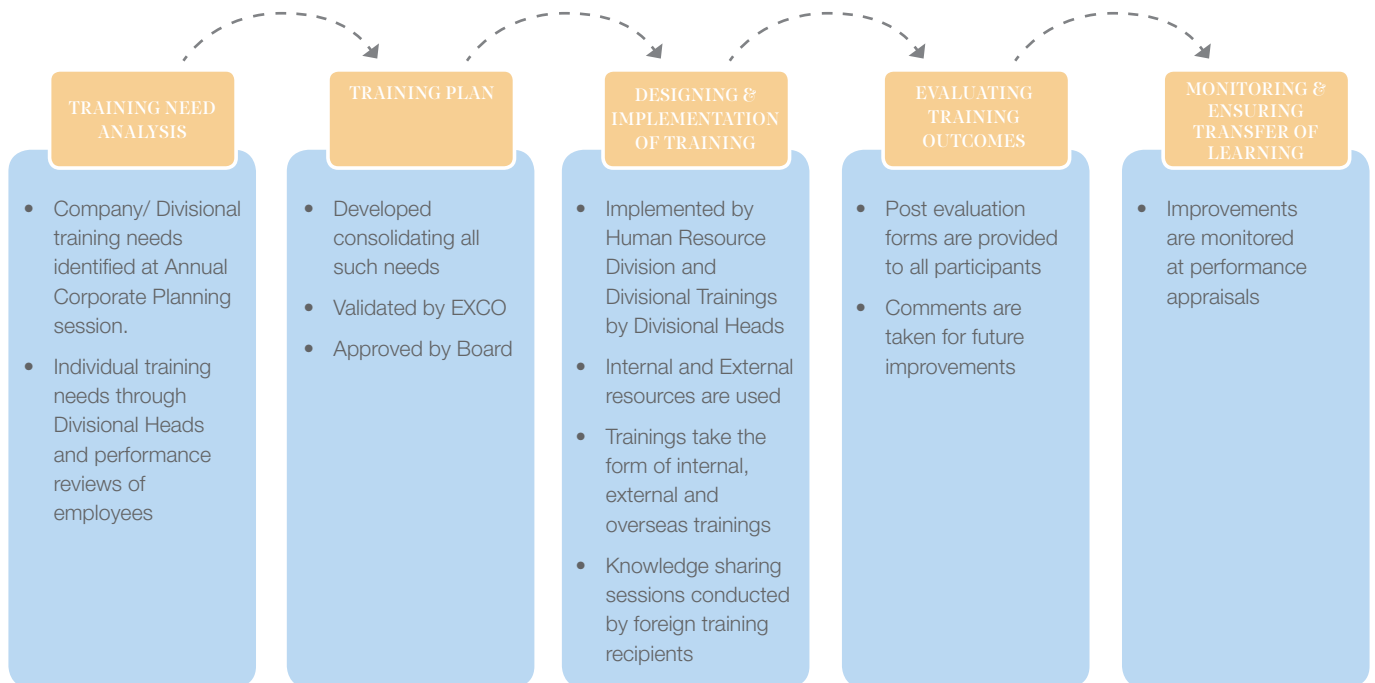 TRAINING NEED
ANALYSIS
• Company/ Divisional
training needs
identified at Annual
Corporate Planning
session.
• Individual training
needs through
Divisional Heads
and performance
reviews of
employees
TRAINING PLAN
• Developed
consolidating all
such needs
• Validated by EXCO
• Approved by Board
DESIGNING &
IMPLEMENTATION
OF TRAINING
• Implemented by
Human Resource
Division and
Divisional Trainings
by Divisional Heads
• Internal and External
resources are used
• Trainings take the
form of internal,
external and
overseas trainings
• Knowledge sharing
sessions conducted
by foreign training
recipients
EVALUATING
TRAINING
OUTCOMES
• Post evaluation
forms are provided
to all participants
• Comments are
taken for future
improvements
MONITORING &
ENSURING
TRANSFER OF
LEARNING
• Improvements
are monitored
at performance
appraisals